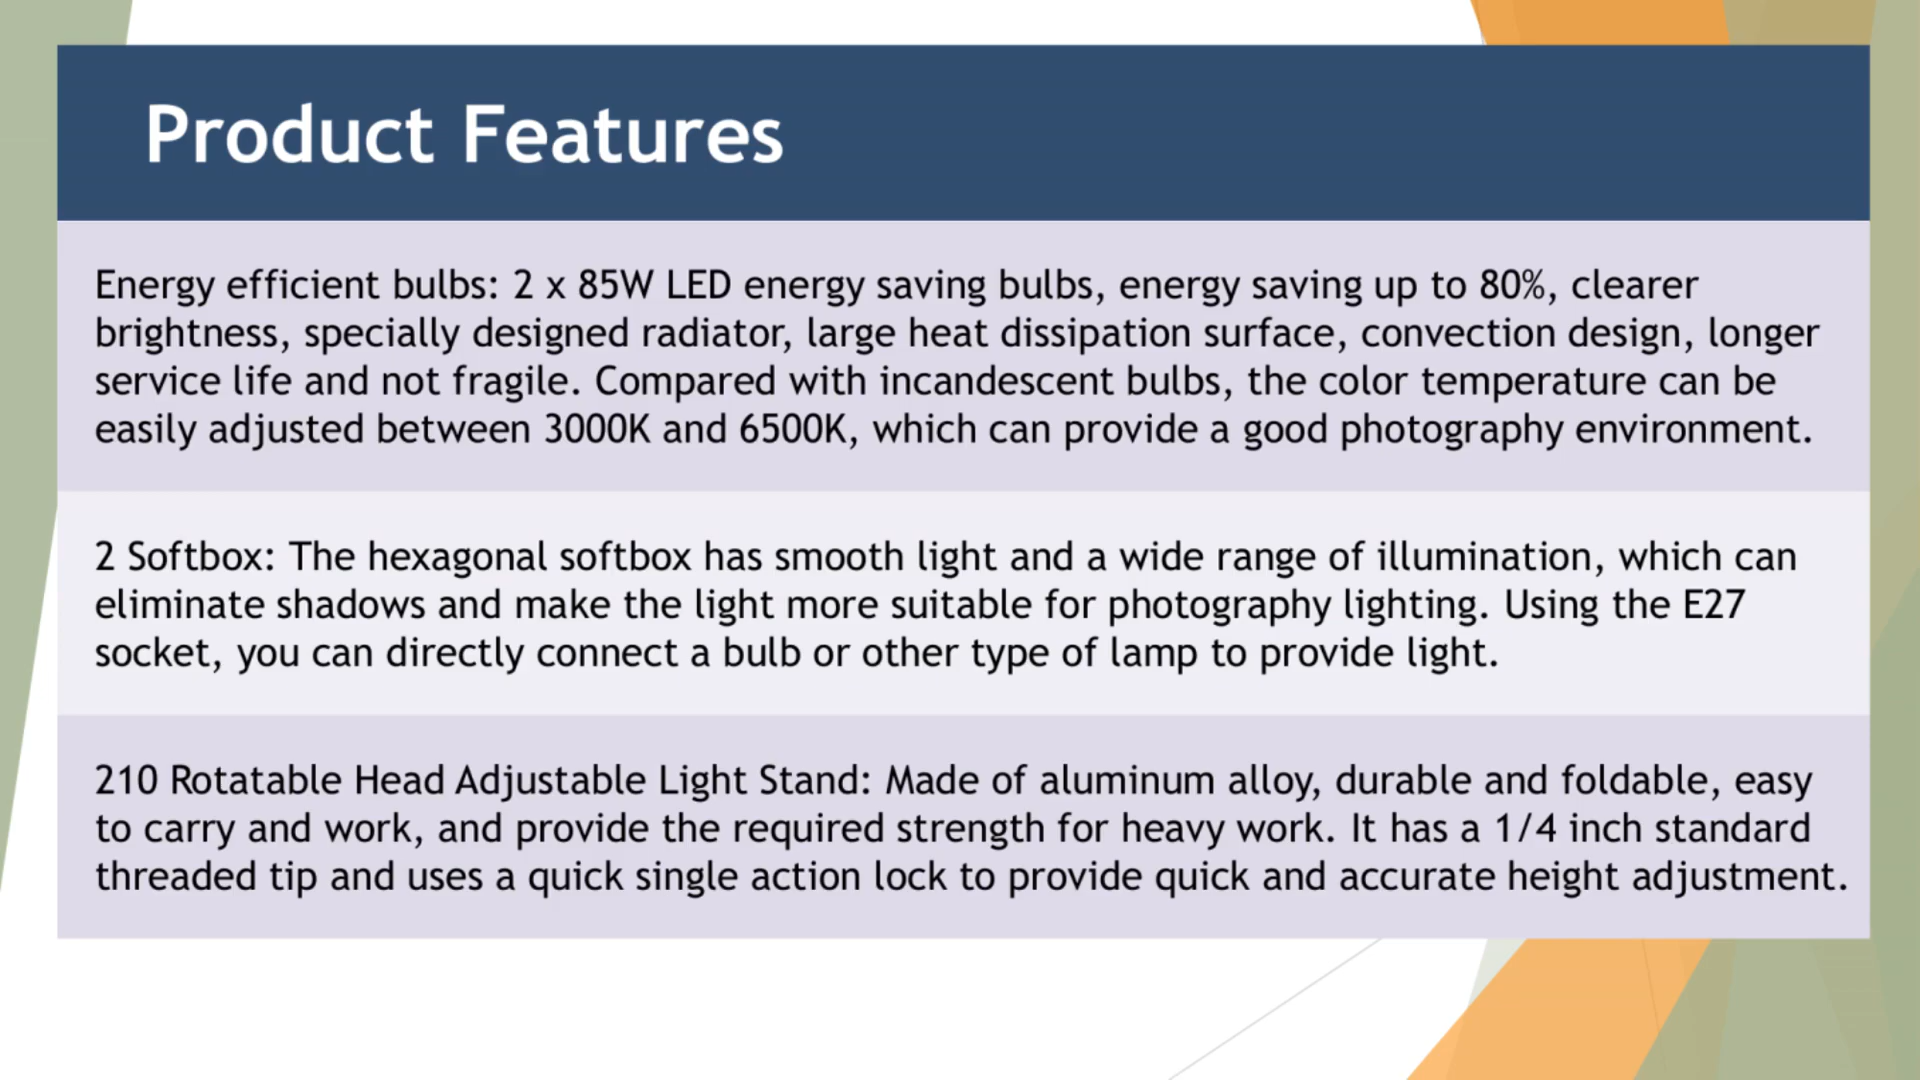 Product Features
Energy efficient bulbs: 2 x 85W LED energy saving bulbs, energy saving up to 80%, clearer
brightness, specially designed radiator, large heat dissipation surface, convection design, longer
service life and not fragile. Compared with incandescent bulbs, the color temperature can be
easily adjusted between 3000K and 6500K, which can provide a good photography environment.
2 Softbox: The hexagonal softbox has smooth light and a wide range of illumination, which can
eliminate shadows and make the light more suitable for photography lighting. Using the E27
socket, you can directly connect a bulb or other type of lamp to provide light.
210 Rotatable Head Adjustable Light Stand: Made of aluminum alloy, durable and foldable, easy
to carry and work, and provide the required strength for heavy work. It has a 1/4 inch standard
threaded tip and uses a quick single action lock to provide quick and accurate height adjustment.